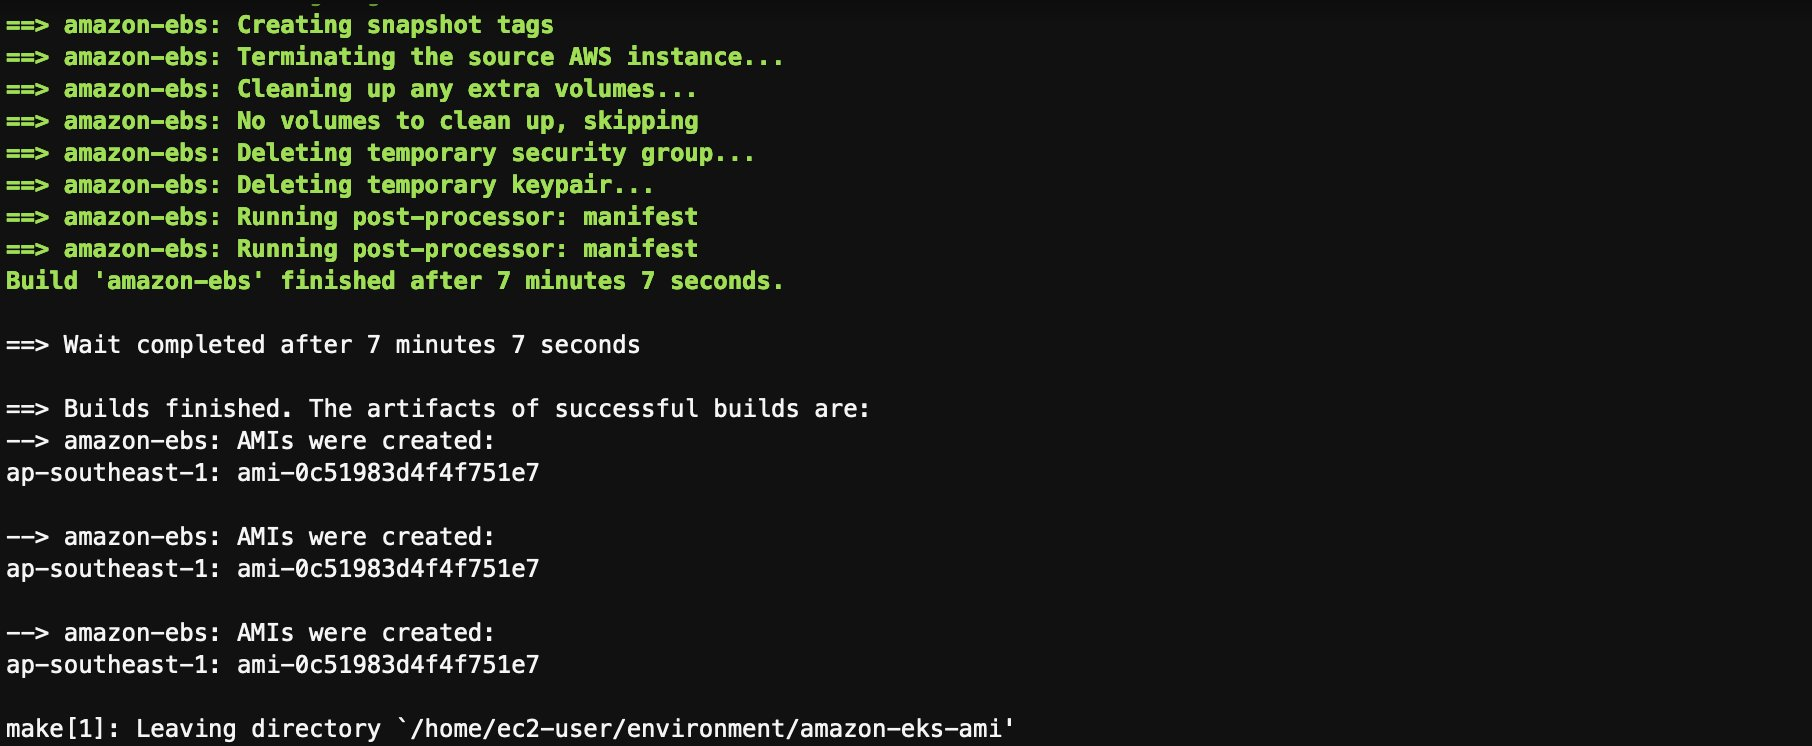 ==> amazon-ebs: Creating snapshot tags
==> amazon-ebs: Terminating the source AWS instance...
==> amazon-ebs: Cleaning up any extra volumes...
==> amazon-ebs: No volumes to clean up, skipping
==> amazon-ebs: Deleting temporary security group...
==> amazon-ebs: Deleting temporary keypair...
==> amazon-ebs: Running post-processor: manifest
==> amazon-ebs: Running post-processor: manifest
Build 'amazon-ebs' finished after 7 minutes 7 seconds.
==> Wait completed after 7 minutes 7 seconds
==> Builds finished. The artifacts of successful builds are:
--> amazon-ebs: AMIs were created:
ap-southeast-1: ami-0c51983d4f4f751e7
--> amazon-ebs: AMIs were created:
ap-southeast-1: ami-0c51983d4f4f751e7
--> amazon-ebs: AMIs were created:
ap-southeast-1: ami-0c51983d4f4f751e7
make[1]: Leaving directory `/home/ec2-user/environment/amazon-eks-ami'